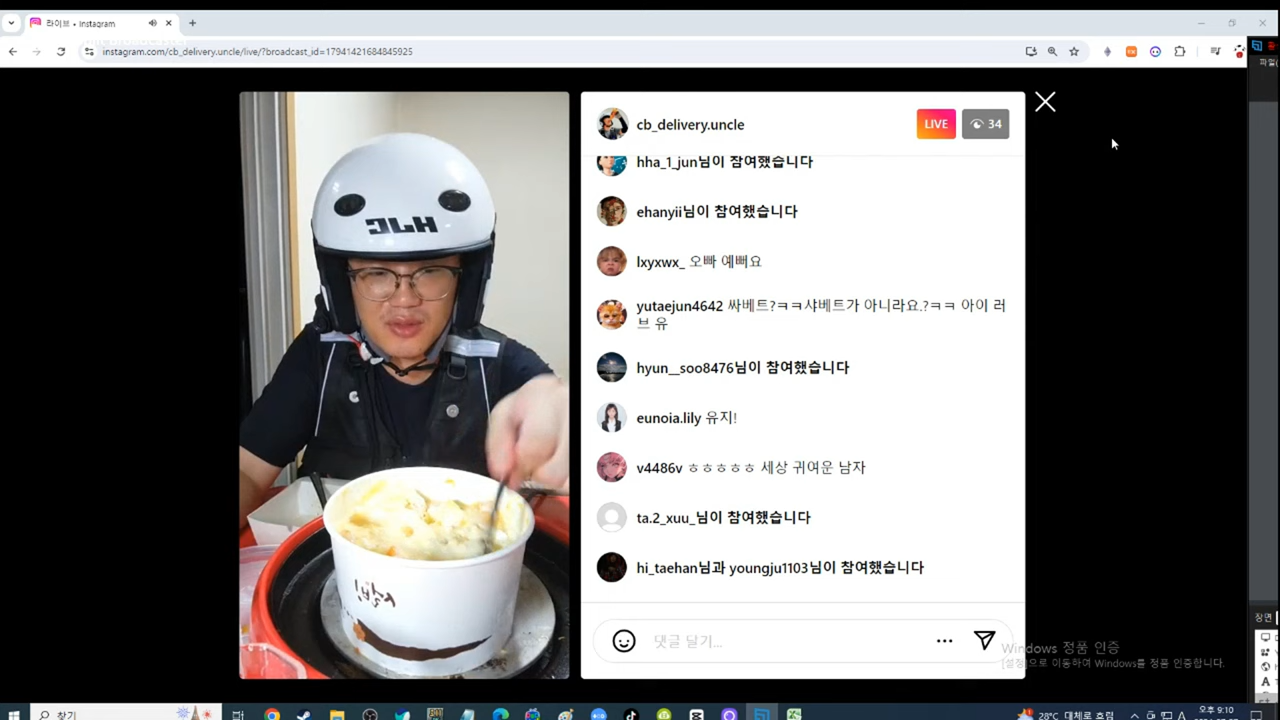 라이브 • Instagram
instagram.com/cb_delivery.uncle/live/?broadcast_id=17941421684845925
파일(
HJC
설빙
cb_delivery.uncle
LIVE
34
hha_1_jun님이 참여했습니다
ehanyii님이 참여했습니다
lxyxwx_ 오빠 예뻐요
yutaejun4642 싸베트?ㅋㅋ샤베트가 아니라요.?ㅋㅋ 아이 러
브 유
hyun__soo8476님이 참여했습니다
eunoia.lily 유지!
v4486v ㅎㅎㅎㅎㅎ 세상 귀여운 남자
ta.2_xuu_님이 참여했습니다
hi_taehan님과 youngju1103님이 참여했습니다
댓글 달기...
장면
Windows 정품 인증
[설정]으로 이동하여 Windows를 정품 인증합니다.
찾기
28°C 대체로 흐림
오후 9:10